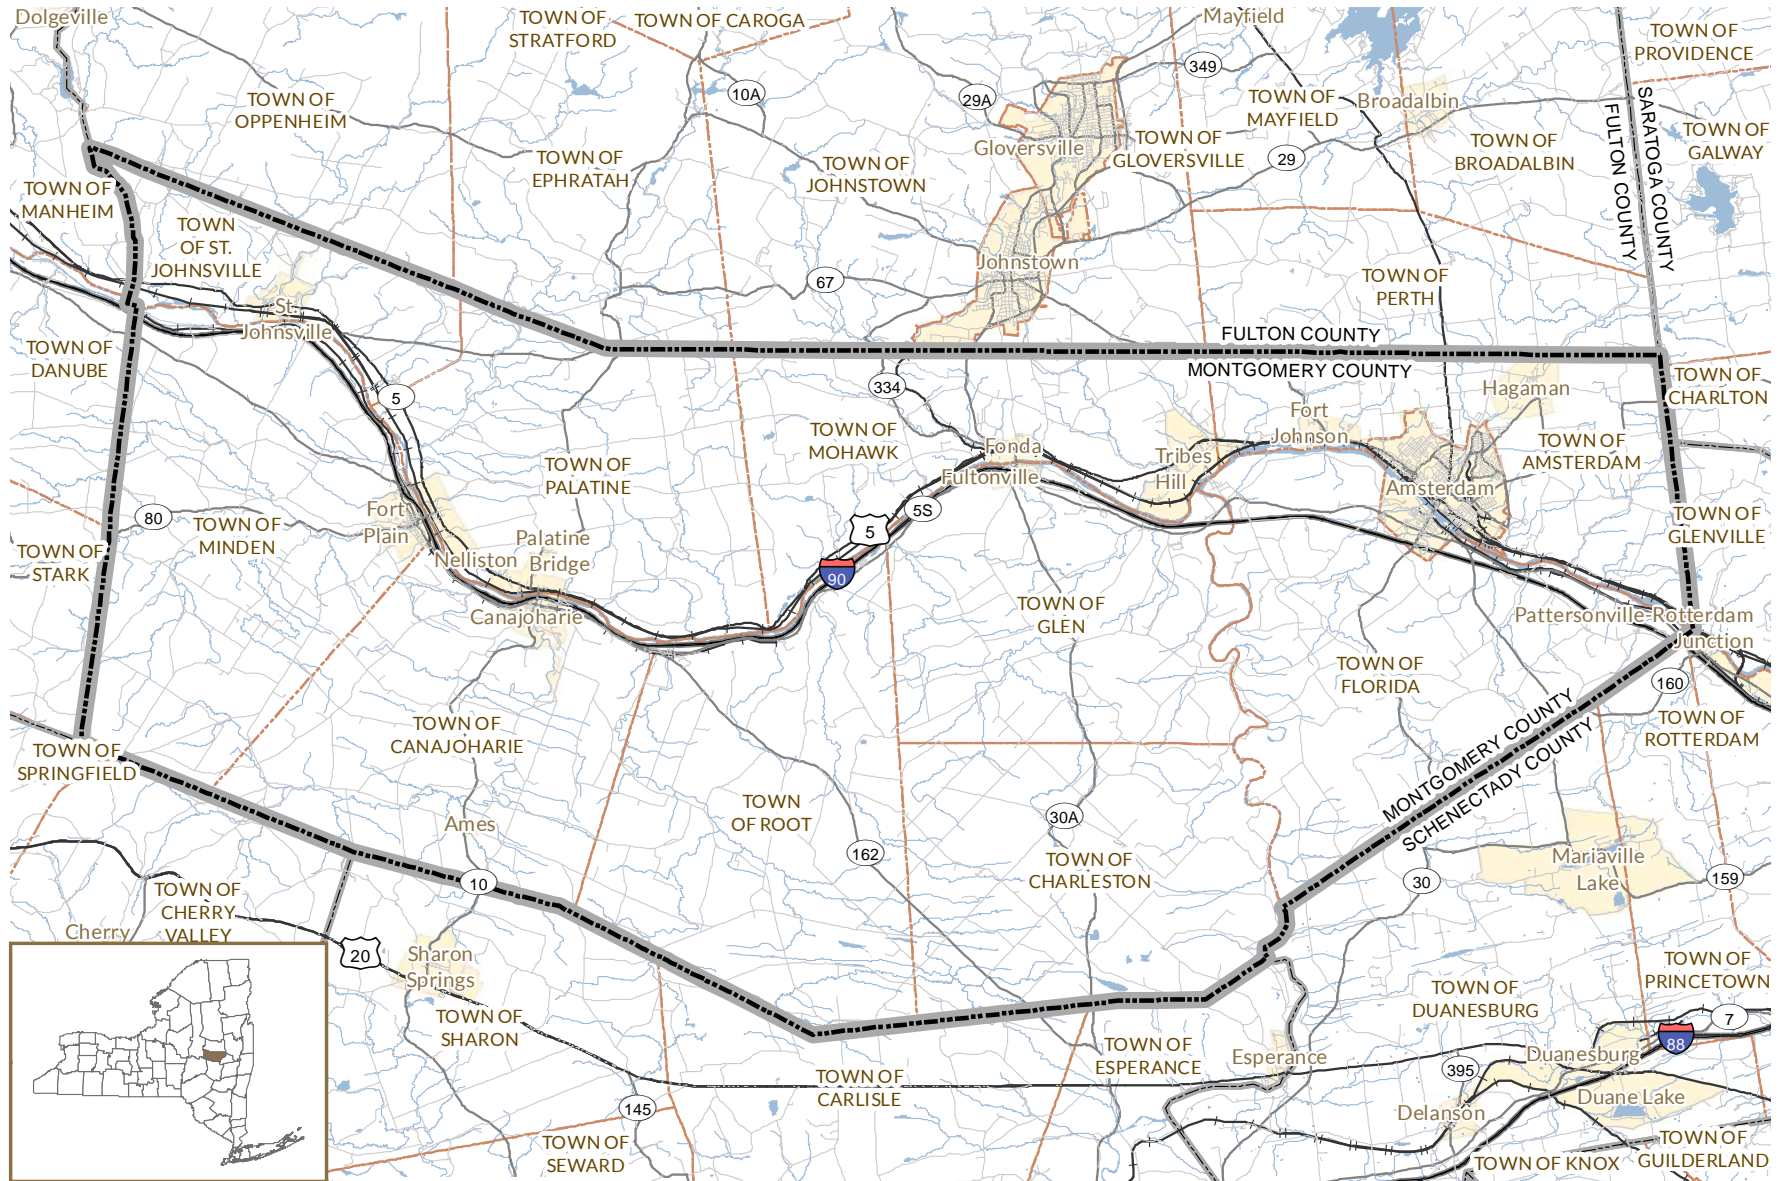 Dolgeville
TOWN OF
STRATFORD
TOWN OF CAROGA
Mayfield
TOWN OF
PROVIDENCE
349
10A
29A
TOWN OF
OPPENHEIM
TOWN OF
MAYFIELD
Broadalbin
SARATOGA COUNTY
FULTON COUNTY
TOWN OF
GALWAY
Gloversville
TOWN OF
GLOVERSVILLE
29
TOWN OF
BROADALBIN
TOWN OF
EPHRATAH
TOWN OF
JOHNSTOWN
TOWN OF
MANHEIM
TOWN
OF ST.
JOHNSVILLE
Johnstown
67
TOWN OF
PERTH
St.
Johnsville
FULTON COUNTY
MONTGOMERY COUNTY
TOWN OF
DANUBE
334
5
TOWN OF
CHARLTON
Hagaman
Fort
Johnson
TOWN OF
MOHAWK
Fonda
Fultonville
Tribes
Hill
TOWN OF
AMSTERDAM
Amsterdam
TOWN OF
PALATINE
80
TOWN OF
MINDEN
Fort
Plain
5S
5
90
TOWN OF
GLENVILLE
TOWN OF
STARK
Nelliston
Palatine
Bridge
Canajoharie
TOWN OF
GLEN
Pattersonville-Rotterdam
Junction
TOWN OF
FLORIDA
160
TOWN OF
ROTTERDAM
MONTGOMERY COUNTY
SCHENECTADY COUNTY
TOWN OF
SPRINGFIELD
TOWN OF
CANAJOHARIE
Ames
TOWN
OF ROOT
30A
162
TOWN OF
CHARLESTON
Mariaville
Lake
30
159
10
TOWN OF
CHERRY
VALLEY
Cherry
20
Sharon
Springs
TOWN OF
SHARON
TOWN OF
PRINCETOWN
TOWN OF
DUANESBURG
7
88
Duanesburg
Duane Lake
395
Delanson
TOWN OF
ESPERANCE
Esperance
TOWN OF
CARLISLE
145
TOWN OF
SEWARD
TOWN OF KNOX
TOWN OF
GUILDERLAND